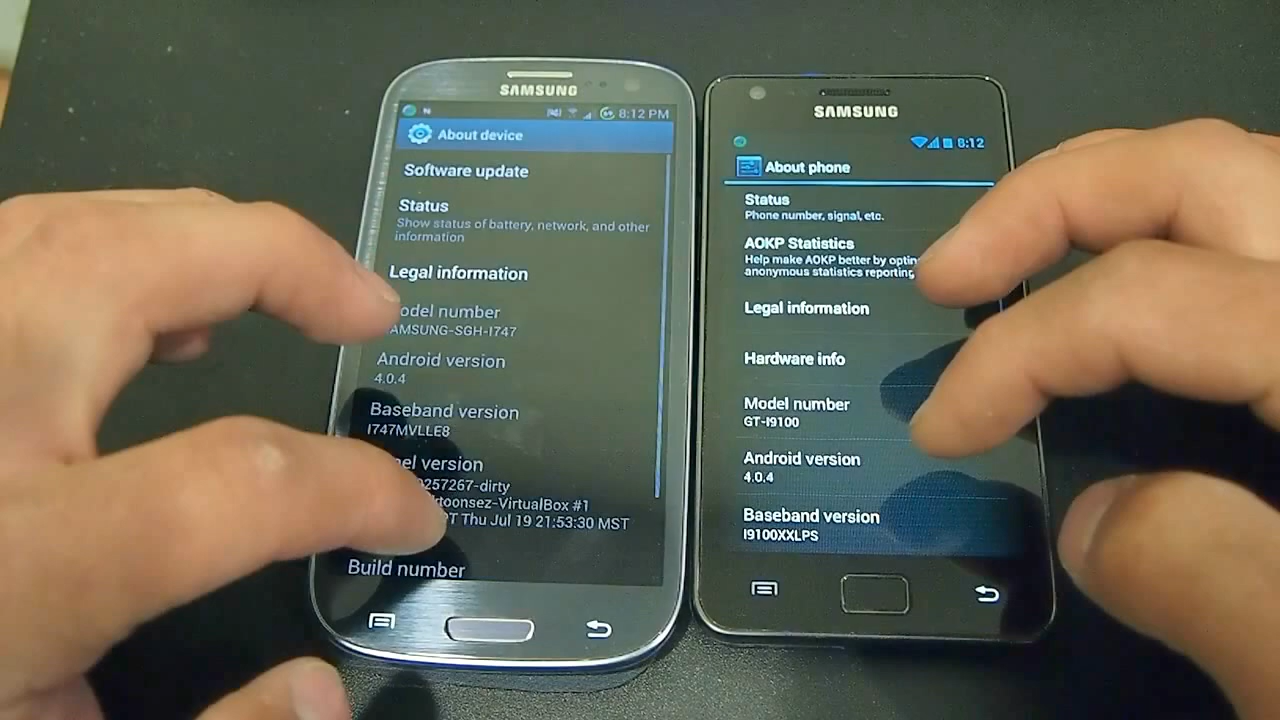 SAMSUNG
8:12 PM
About device
Software update
Status
Show status of battery, network, and other
information
Legal information
odel number
AMSUNG-SGH-I747
Android version
4.0.4
Baseband version
I747MVLLE8
el version
0257267-dirty
rtoonsez-VirtualBox #1
T Thu Jul 19 21:53:30 MST
Build number
SAMSUNG
8:12
About phone
Status
Phone number, signal, etc.
AOKP Statistics
Help make AOKP better by opting
anonymous statistics reporting
Legal information
Hardware info
Model number
GT-I9100
Android version
4.0.4
Baseband version
I9100XXLPS